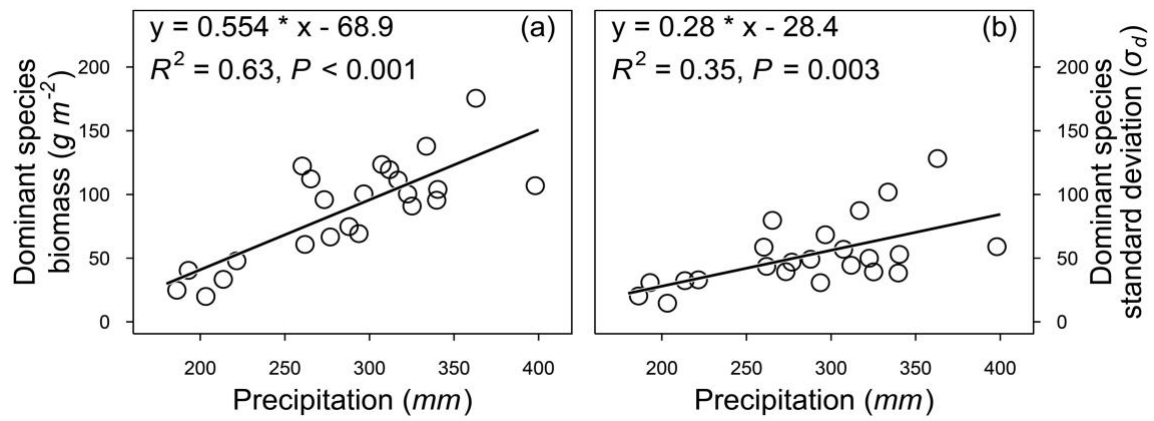 y = 0.554 * x - 68.9 (a)
R² = 0.63, P < 0.001
Dominant species
biomass (g m⁻²)
200
150
100
50
0
200 250 300 350 400
Precipitation (mm)
y = 0.28 * x - 28.4 (b)
R² = 0.35, P = 0.003
200
150
100
50
0
Dominant species
standard deviation (σd)
200 250 300 350 400
Precipitation (mm)